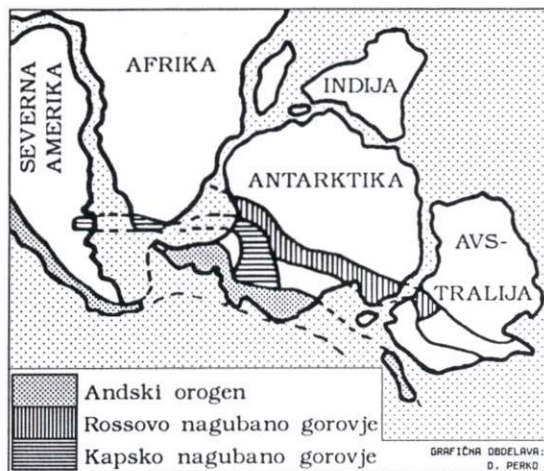 AFRIKA
INDIJA
SEVERNA
AMERIKA
ANTARKTIKA
AVS-
TRALIJA
Andski orogen
Rossovo nagubano gorovje
Kapsko nagubano gorovje
GRAFIČNA OBDELAVA:
D. PERKO